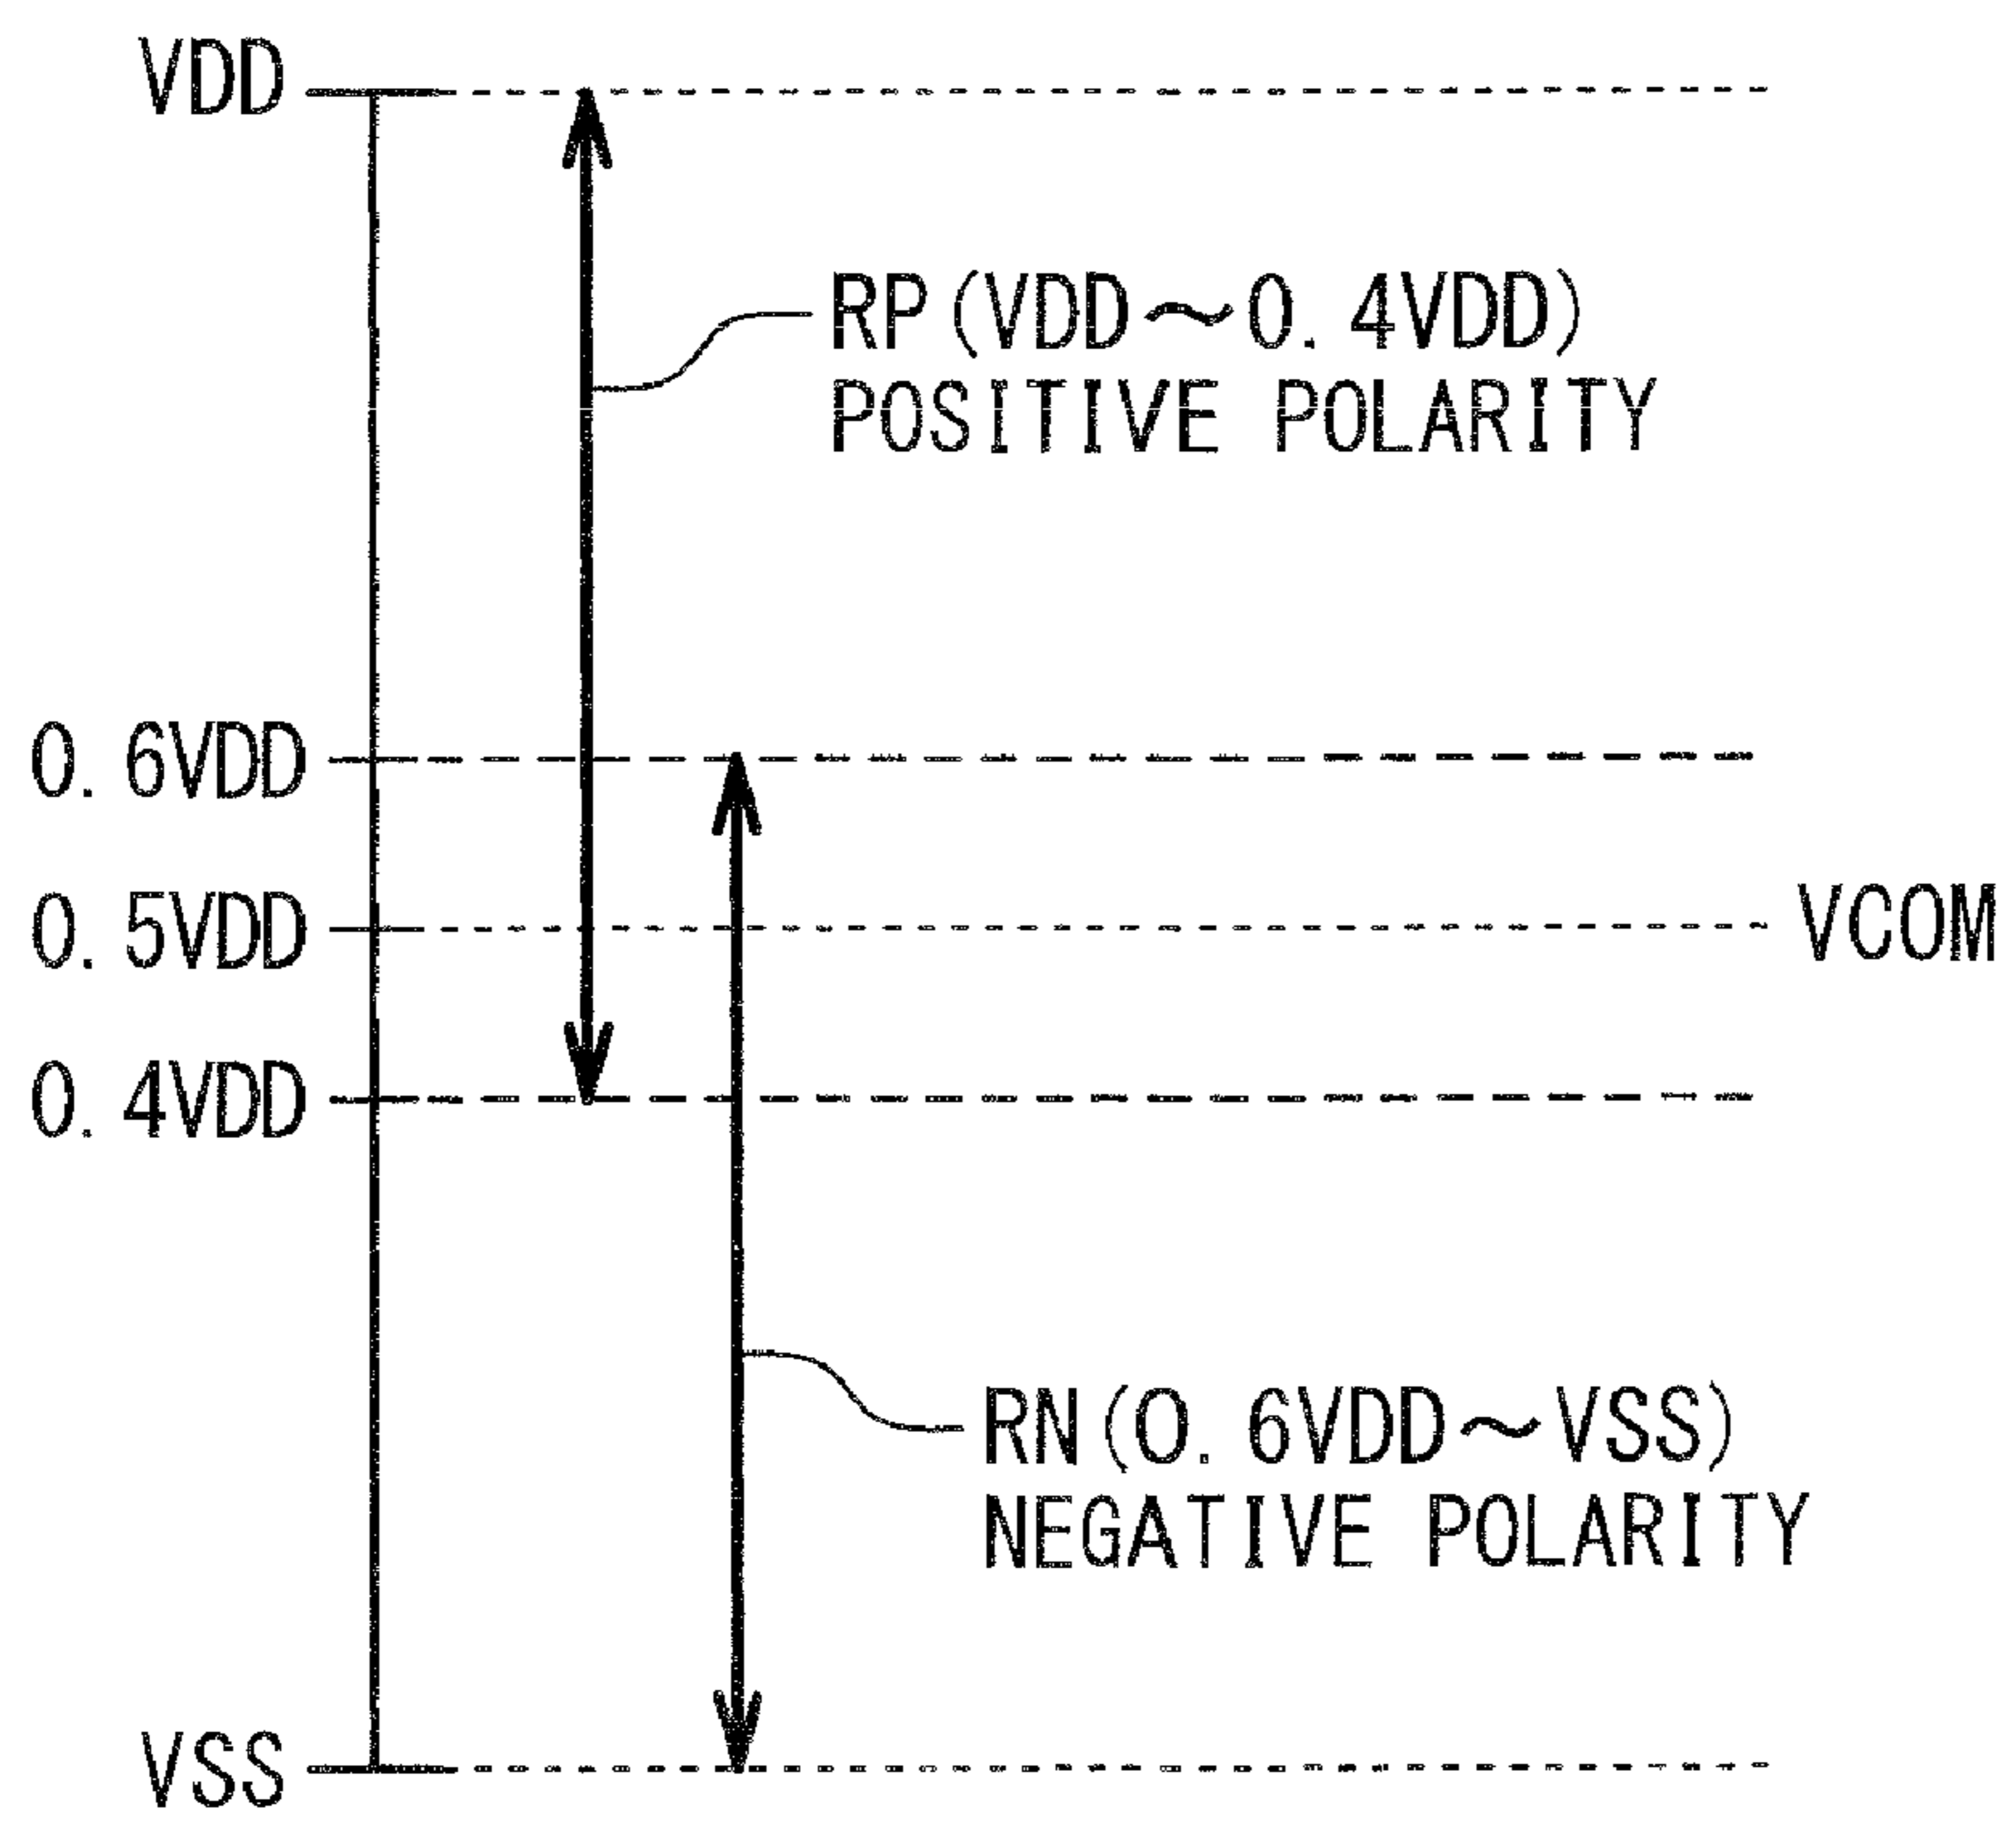 VDD
RP(VDD~0.4VDD)
POSITIVE POLARITY
0.6VDD
0.5VDD
VCOM
0.4VDD
RN(0.6VDD~VSS)
NEGATIVE POLARITY
VSS